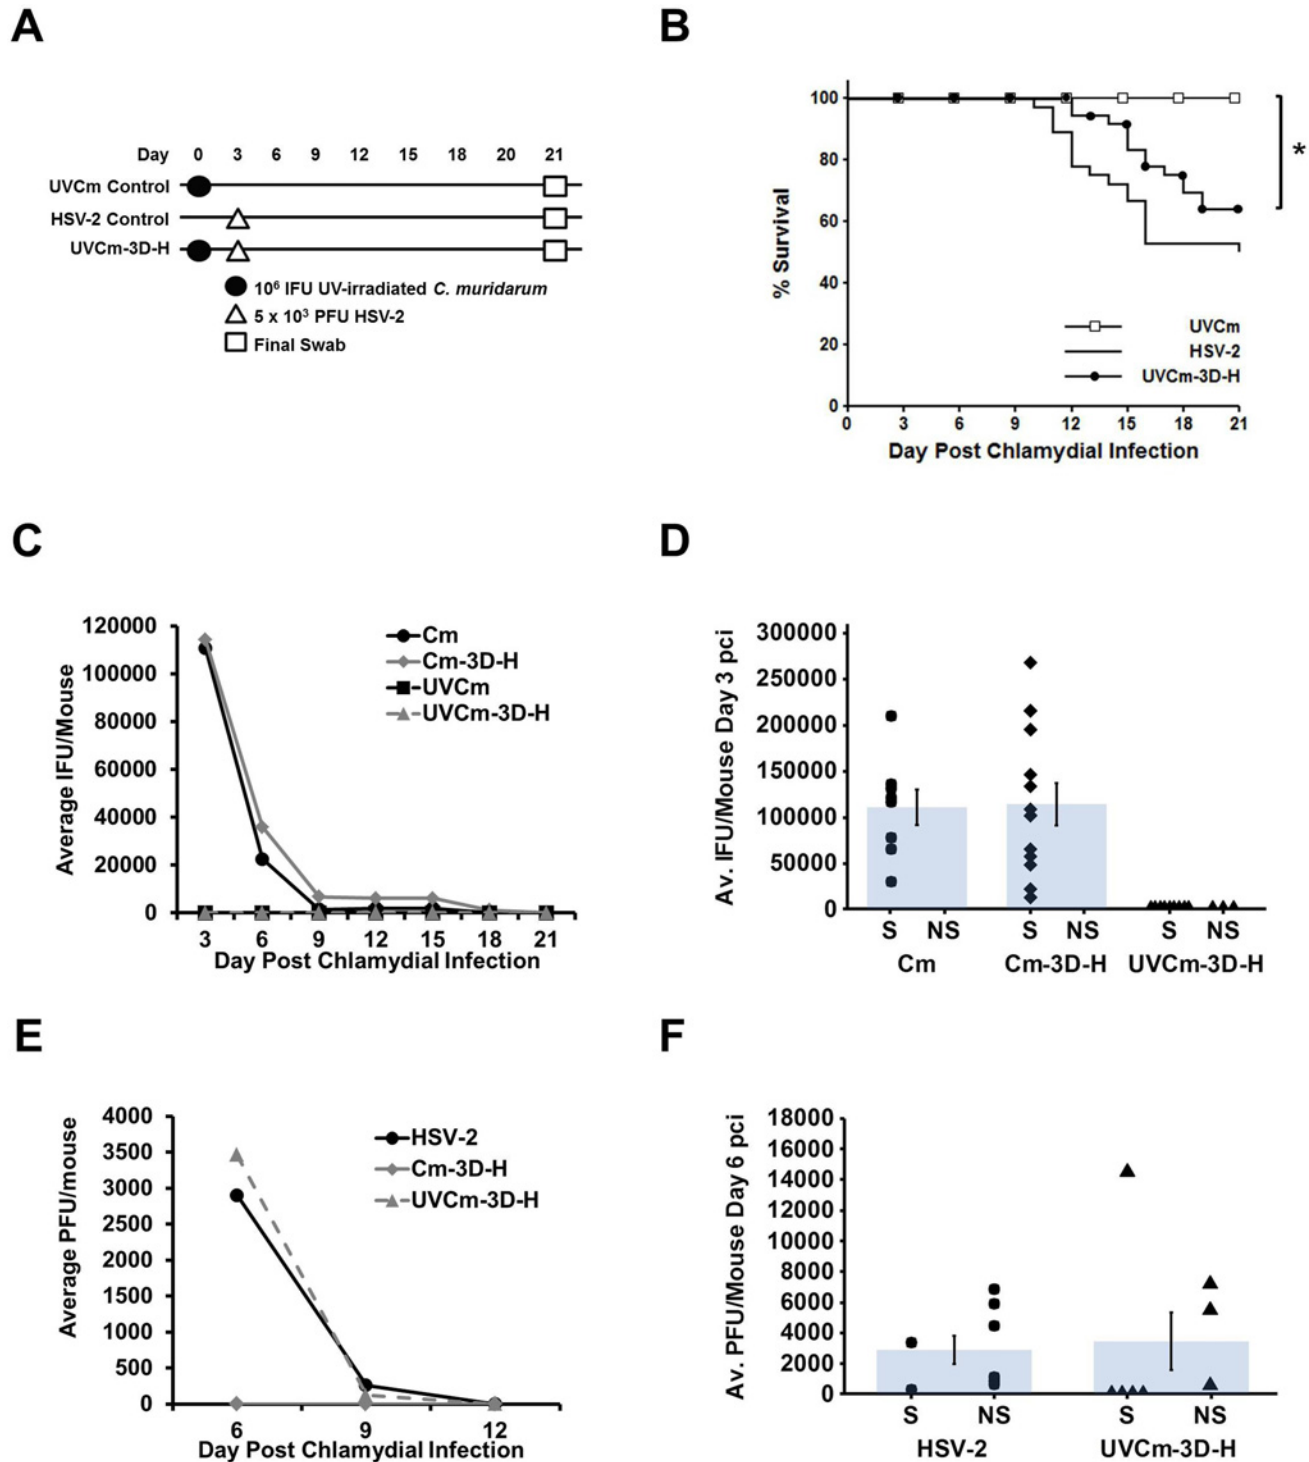 A
Day 0 3 6 9 12 15 18 20 21
UVCm Control
HSV-2 Control
UVCm-3D-H
10⁶ IFU UV-irradiated C. muridarum
5 x 10³ PFU HSV-2
Final Swab
B
% Survival
100
80
60
40
20
0
0 3 6 9 12 15 18 21
Day Post Chlamydial Infection
UVCm
HSV-2
UVCm-3D-H
*
C
Average IFU/Mouse
120000
100000
80000
60000
40000
20000
0
3 6 9 12 15 18 21
Day Post Chlamydial Infection
Cm
Cm-3D-H
UVCm
UVCm-3D-H
D
Av. IFU/Mouse Day 3 pci
300000
250000
200000
150000
100000
50000
0
S NS S NS S NS
Cm Cm-3D-H UVCm-3D-H
E
Average PFU/mouse
4000
3500
3000
2500
2000
1500
1000
500
0
6 9 12
Day Post Chlamydial Infection
HSV-2
Cm-3D-H
UVCm-3D-H
F
Av. PFU/Mouse Day 6 pci
18000
16000
14000
12000
10000
8000
6000
4000
2000
0
S NS S NS
HSV-2 UVCm-3D-H